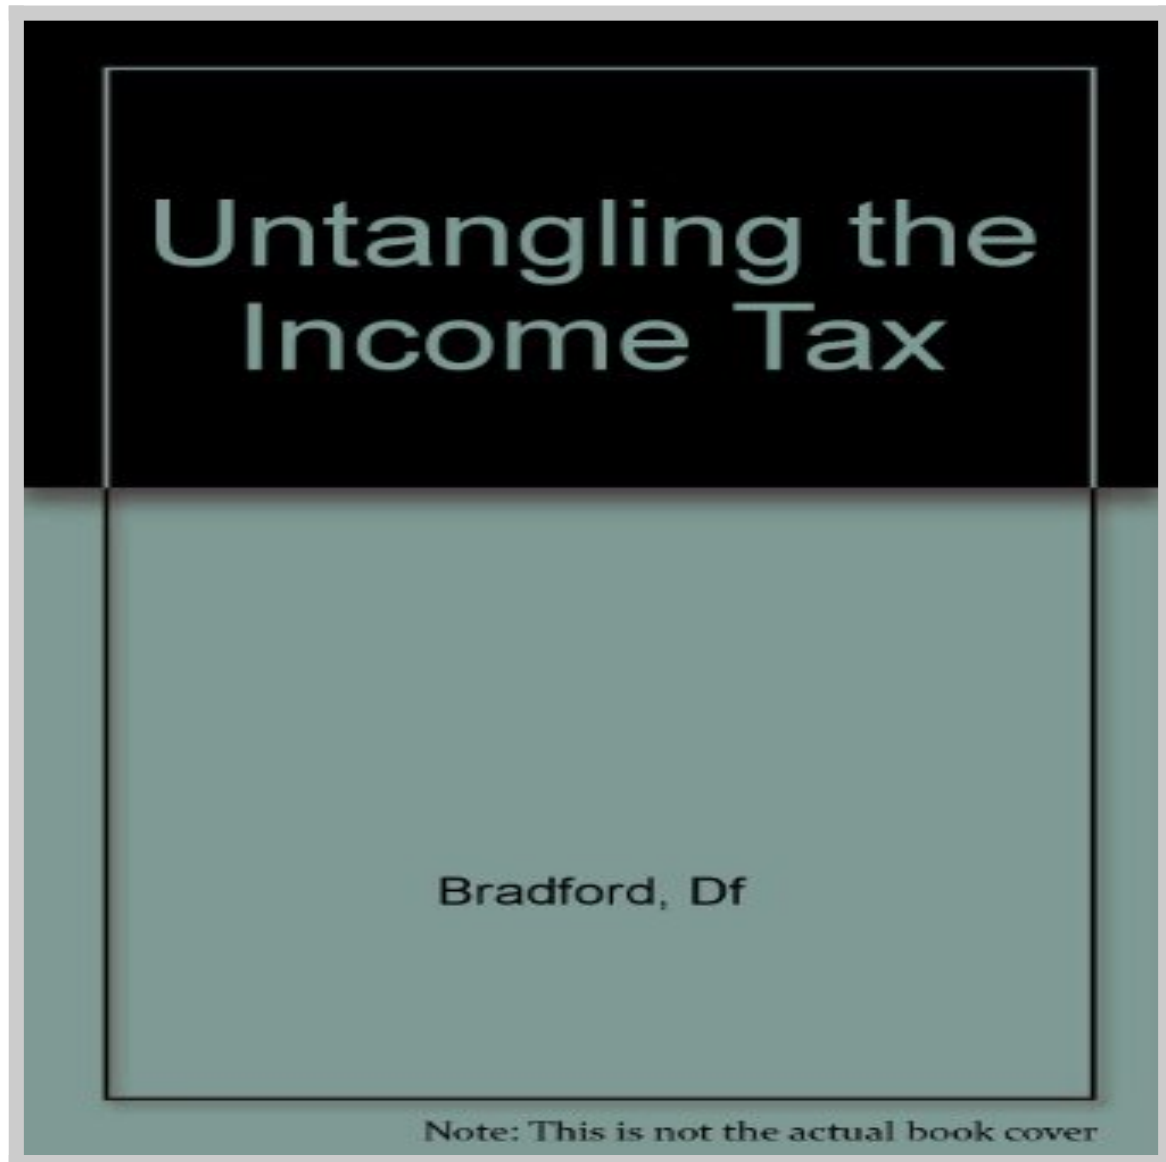 Untangling the
Income Tax
Bradford, Df
Note: This is not the actual book cover